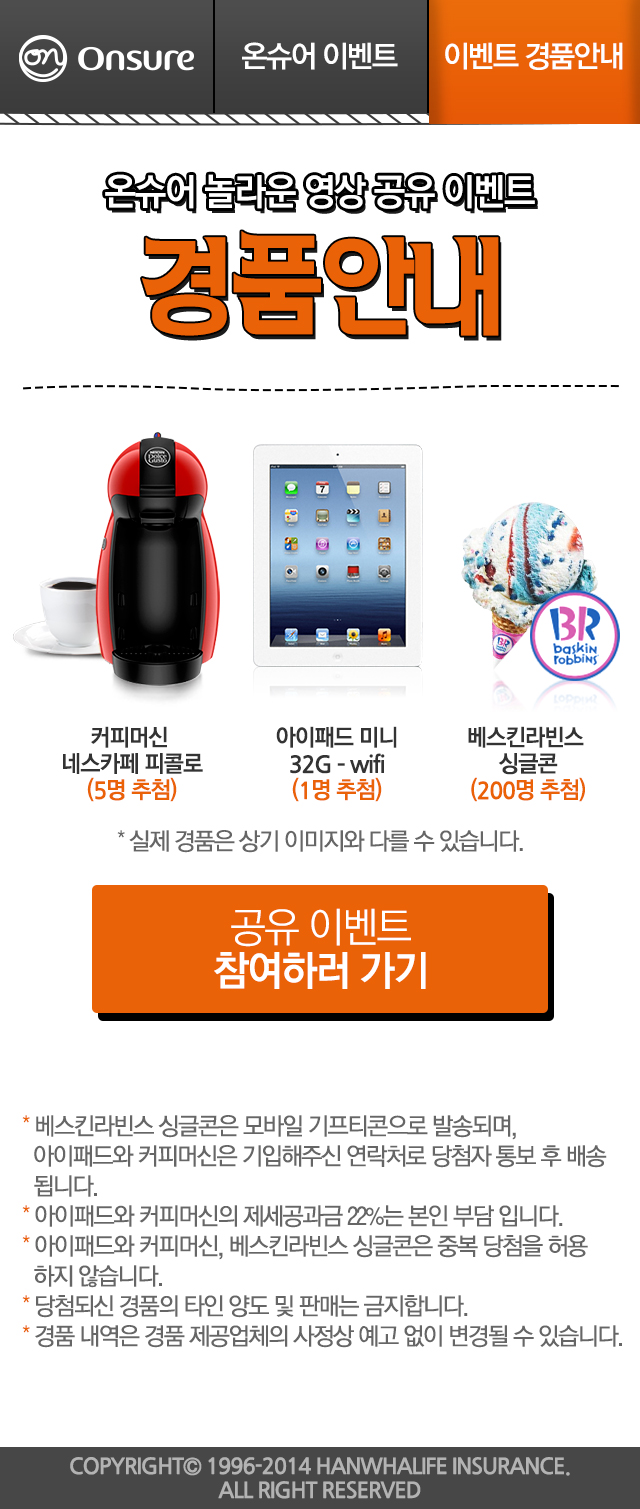 on Onsure
온슈어 이벤트
이벤트 경품안내
온슈어 놀라운 영상 공유 이벤트
경품안내
NESCAFÉ
Dolce
Gusto
BR
baskin
robbins
커피머신
네스카페 피콜로
(5명 추첨)
아이패드 미니
32G - wifi
(1명 추첨)
베스킨라빈스
싱글콘
(200명 추첨)
* 실제 경품은 상기 이미지와 다를 수 있습니다.
공유 이벤트
참여하러 가기
* 베스킨라빈스 싱글콘은 모바일 기프티콘으로 발송되며,
아이패드와 커피머신은 기입해주신 연락처로 당첨자 통보 후 배송
됩니다.
* 아이패드와 커피머신의 제세공과금 22%는 본인 부담 입니다.
* 아이패드와 커피머신, 베스킨라빈스 싱글콘은 중복 당첨을 허용
하지 않습니다.
* 당첨되신 경품의 타인 양도 및 판매는 금지합니다.
* 경품 내역은 경품 제공업체의 사정상 예고 없이 변경될 수 있습니다.
COPYRIGHT© 1996-2014 HANWHALIFE INSURANCE.
ALL RIGHT RESERVED